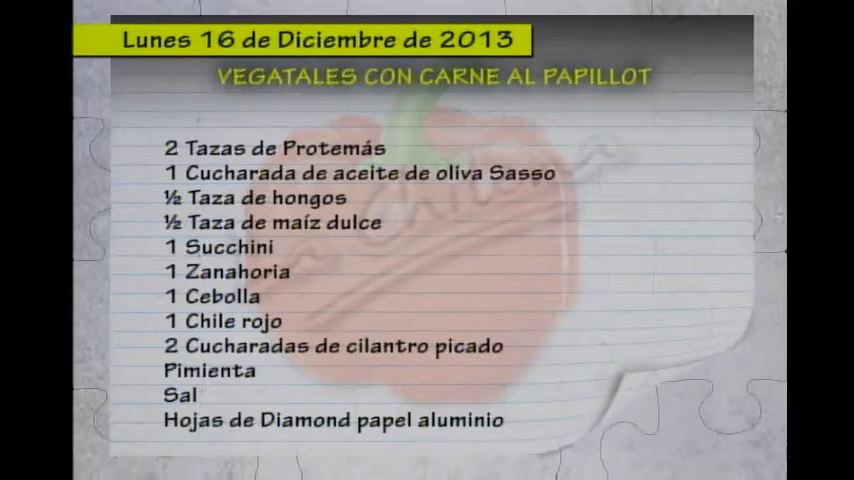 Lunes 16 de Diciembre de 2013
VEGATALES CON CARNE AL PAPILLOT
2 Tazas de Protemás
1 Cucharada de aceite de oliva Sasso
½ Taza de hongos
½ Taza de maíz dulce
1 Succhini
1 Zanahoria
1 Cebolla
1 Chile rojo
2 Cucharadas de cilantro picado
Pimienta
Sal
Hojas de Diamond papel aluminio